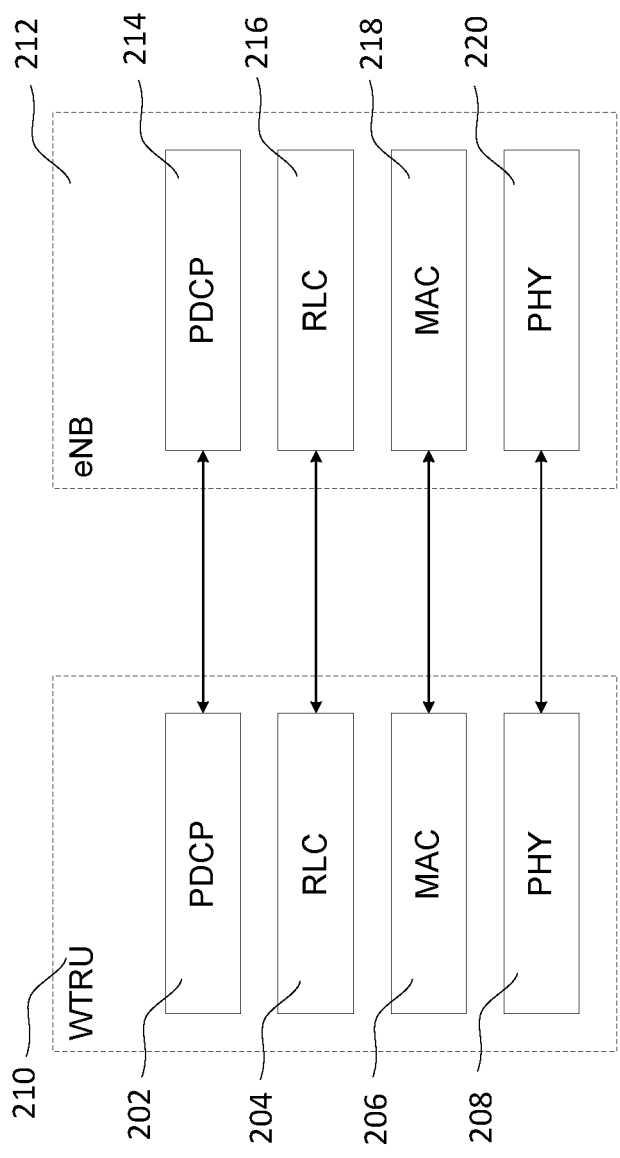 210
212
WTRU
eNB
202
PDCP
PDCP
214
204
RLC
RLC
216
206
MAC
MAC
218
208
PHY
PHY
220